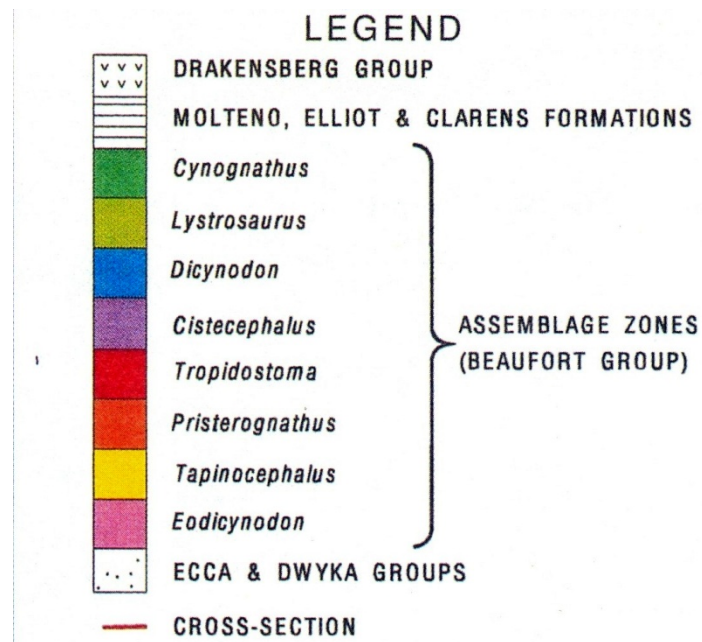 LEGEND
DRAKENSBERG GROUP
MOLTENO, ELLIOT & CLARENS FORMATIONS
Cynognathus
Lystrosaurus
Dicynodon
Cistecephalus
Tropidostoma
Pristerognathus
Tapinocephalus
Eodicynodon
ASSEMBLAGE ZONES
(BEAUFORT GROUP)
ECCA & DWYKA GROUPS
CROSS-SECTION